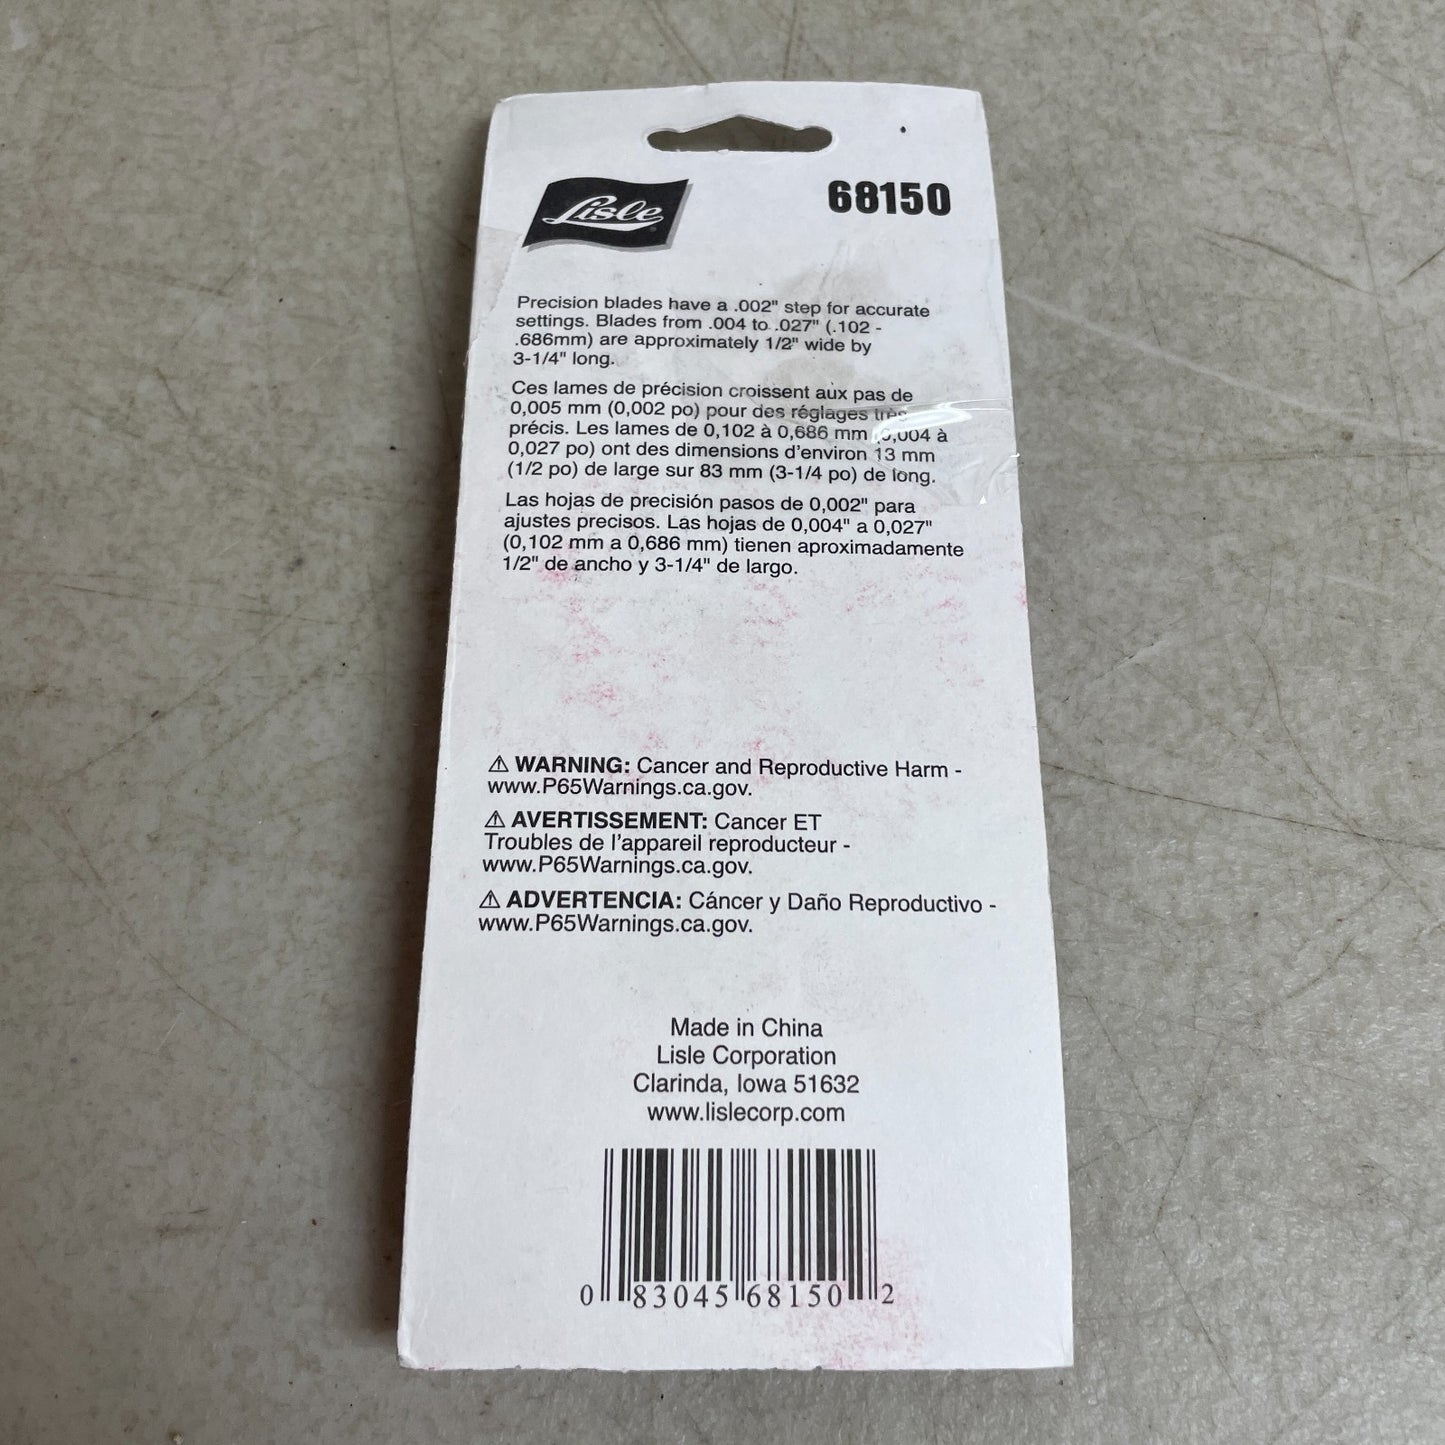 Lisle
68150
Precision blades have a .002" step for accurate
settings. Blades from .004 to .027" (.102 -
.686mm) are approximately 1/2" wide by
3-1/4" long.
Ces lames de précision croissent aux pas de
0,005 mm (0,002 po) pour des réglages très
précis. Les lames de 0,102 à 0,686 mm (0,004 à
0,027 po) ont des dimensions d'environ 13 mm
(1/2 po) de large sur 83 mm (3-1/4 po) de long.
Las hojas de precisión pasos de 0,002" para
ajustes precisos. Las hojas de 0,004" a 0,027"
(0,102 mm a 0,686 mm) tienen aproximadamente
1/2" de ancho y 3-1/4" de largo.
⚠ WARNING: Cancer and Reproductive Harm -
www.P65Warnings.ca.gov.
⚠ AVERTISSEMENT: Cancer ET
Troubles de l'appareil reproducteur -
www.P65Warnings.ca.gov.
⚠ ADVERTENCIA: Cáncer y Daño Reproductivo -
www.P65Warnings.ca.gov.
Made in China
Lisle Corporation
Clarinda, Iowa 51632
www.lislecorp.com
0 83045 68150 2